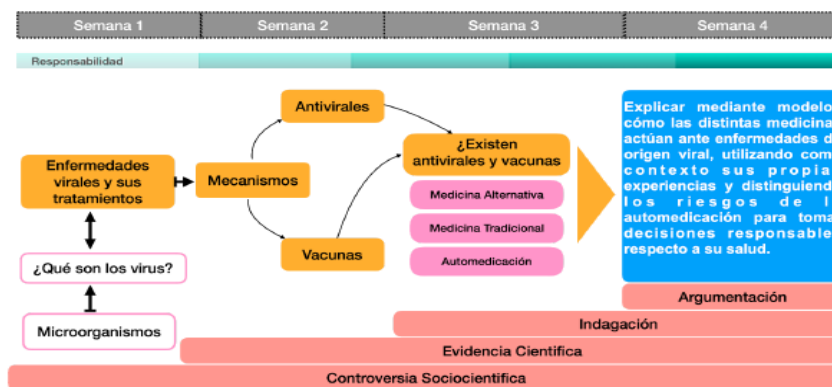 Semana 1
Semana 2
Semana 3
Semana 4
Responsabilidad
Antivirales
Enfermedades
virales y sus
tratamientos
Mecanismos
¿Existen
antivirales y vacunas
Medicina Alternativa
Medicina Tradicional
Automedicación
Vacunas
¿Qué son los virus?
Microorganismos
Explicar mediante modelo
cómo las distintas medicina
actúan ante enfermedades d
origen viral, utilizando com
contexto sus propia
experiencias y distinguiend
los riesgos de l
automedicación para toma
decisiones responsable
respecto a su salud.
Argumentación
Indagación
Evidencia Cientifica
Controversia Sociocientifica